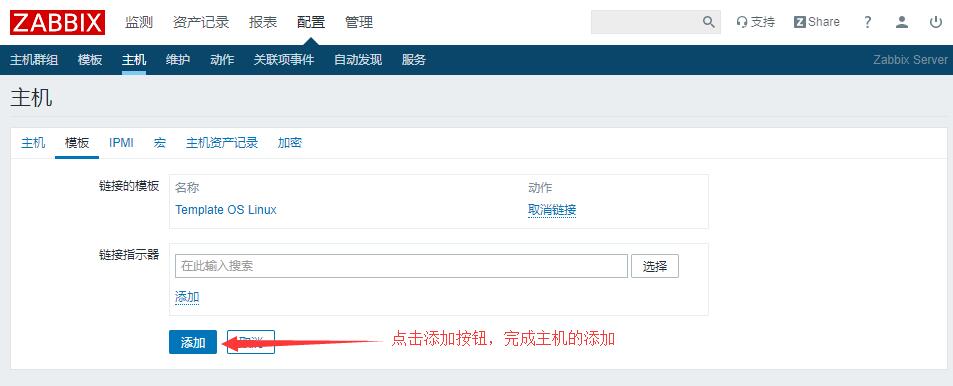 ZABBIX 监测 资产记录 报表 配置 管理 支持 Z Share ?
主机群组 模板 主机 维护 动作 关联项事件 自动发现 服务 Zabbix Server
主机
主机 模板 IPMI 宏 主机资产记录 加密
链接的模板 名称 动作
Template OS Linux 取消链接
链接指示器
在此输入搜索 选择
添加
添加 取消 点击添加按钮，完成主机的添加